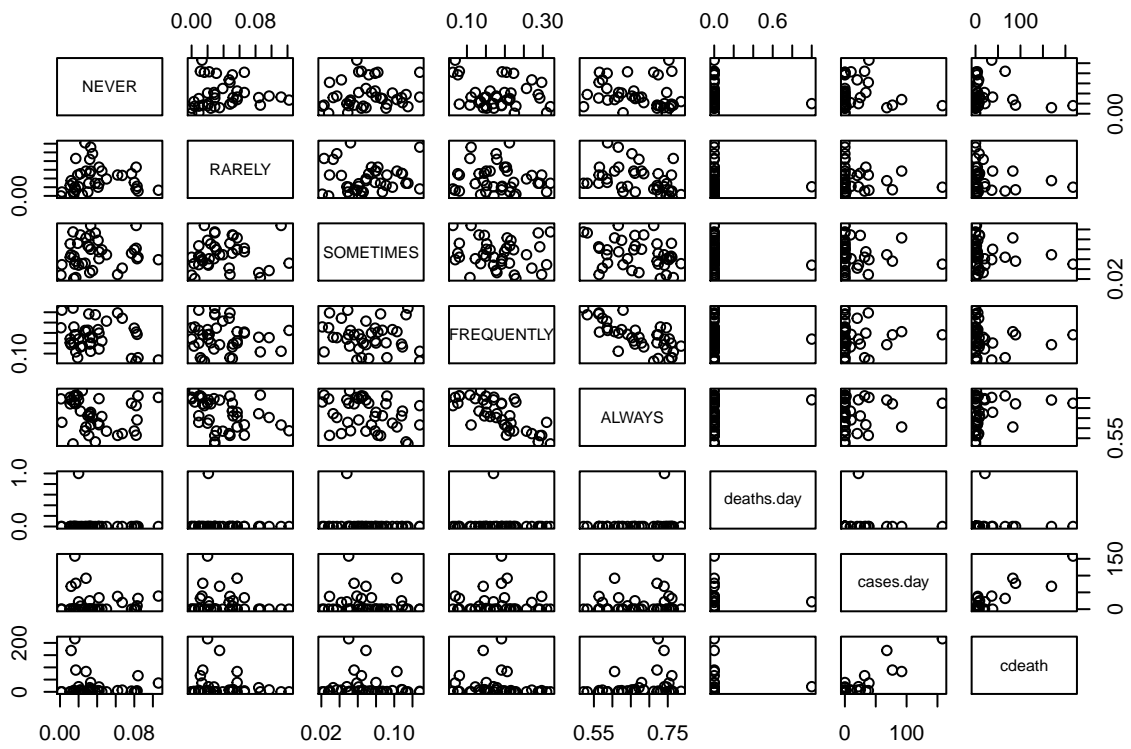 0.00 0.08 0.10 0.30 0.0 0.6 0 100
NEVER 0.00
0.00 RARELY
SOMETIMES 0.02
0.10 FREQUENTLY
ALWAYS 0.55
0.0 1.0 deaths.day
cases.day 0 150
0 200 cdeath
0.00 0.08 0.02 0.10 0.55 0.75 0 100